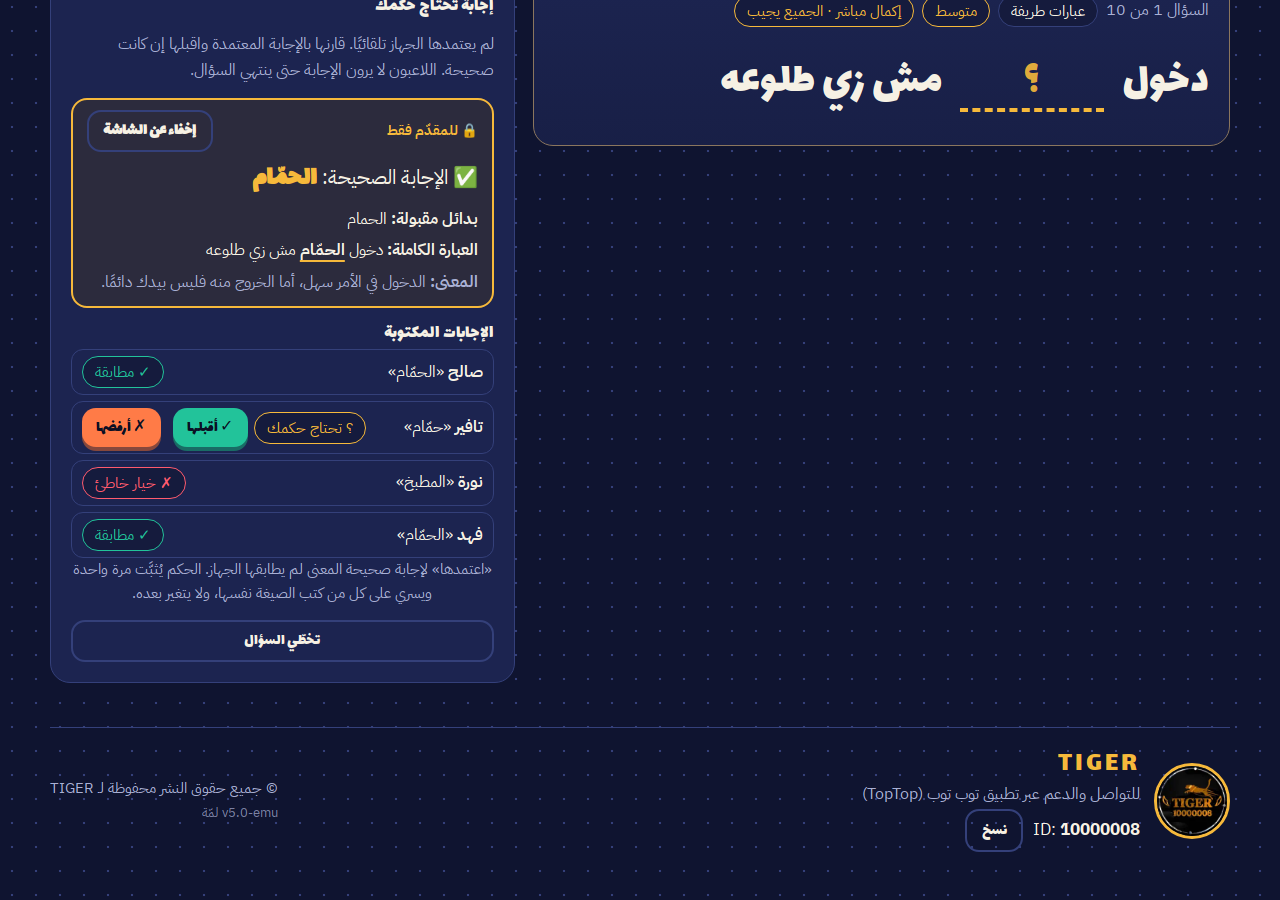 السؤال 1 من 10
عبارات طريفة
متوسط
إكمال مباشر · الجميع يجيب
دخول ؟ مش زي طلوعه
إجابة تحتاج حكمك
لم يعتمدها الجهاز تلقائيًا. قارنها بالإجابة المعتمدة واقبلها إن كانت
صحيحة. اللاعبون لا يرون الإجابة حتى ينتهي السؤال.
🔒 للمقدّم فقط
إخفاء عن الشاشة
✅ الإجابة الصحيحة: الحمّام
بدائل مقبولة: الحمام
العبارة الكاملة: دخول الحمّام مش زي طلوعه
المعنى: الدخول في الأمر سهل، أما الخروج منه فليس بيدك دائمًا.
الإجابات المكتوبة
صالح «الحمّام» ✓ مطابقة
تافير «حمّام» ؟ تحتاج حكمك ✓ أقبلها ✗ أرفضها
نورة «المطبخ» ✗ خيار خاطئ
فهد «الحمّام» ✓ مطابقة
«اعتمدها» لإجابة صحيحة المعنى لم يطابقها الجهاز. الحكم يُثبَّت مرة واحدة
ويسري على كل من كتب الصيغة نفسها، ولا يتغير بعده.
تخطّي السؤال
TIGER
10000008
TIGER
للتواصل والدعم عبر تطبيق توب توب (TopTop)
ID: 10000008
نسخ
© جميع حقوق النشر محفوظة لـ TIGER
لمّة v5.0-emu